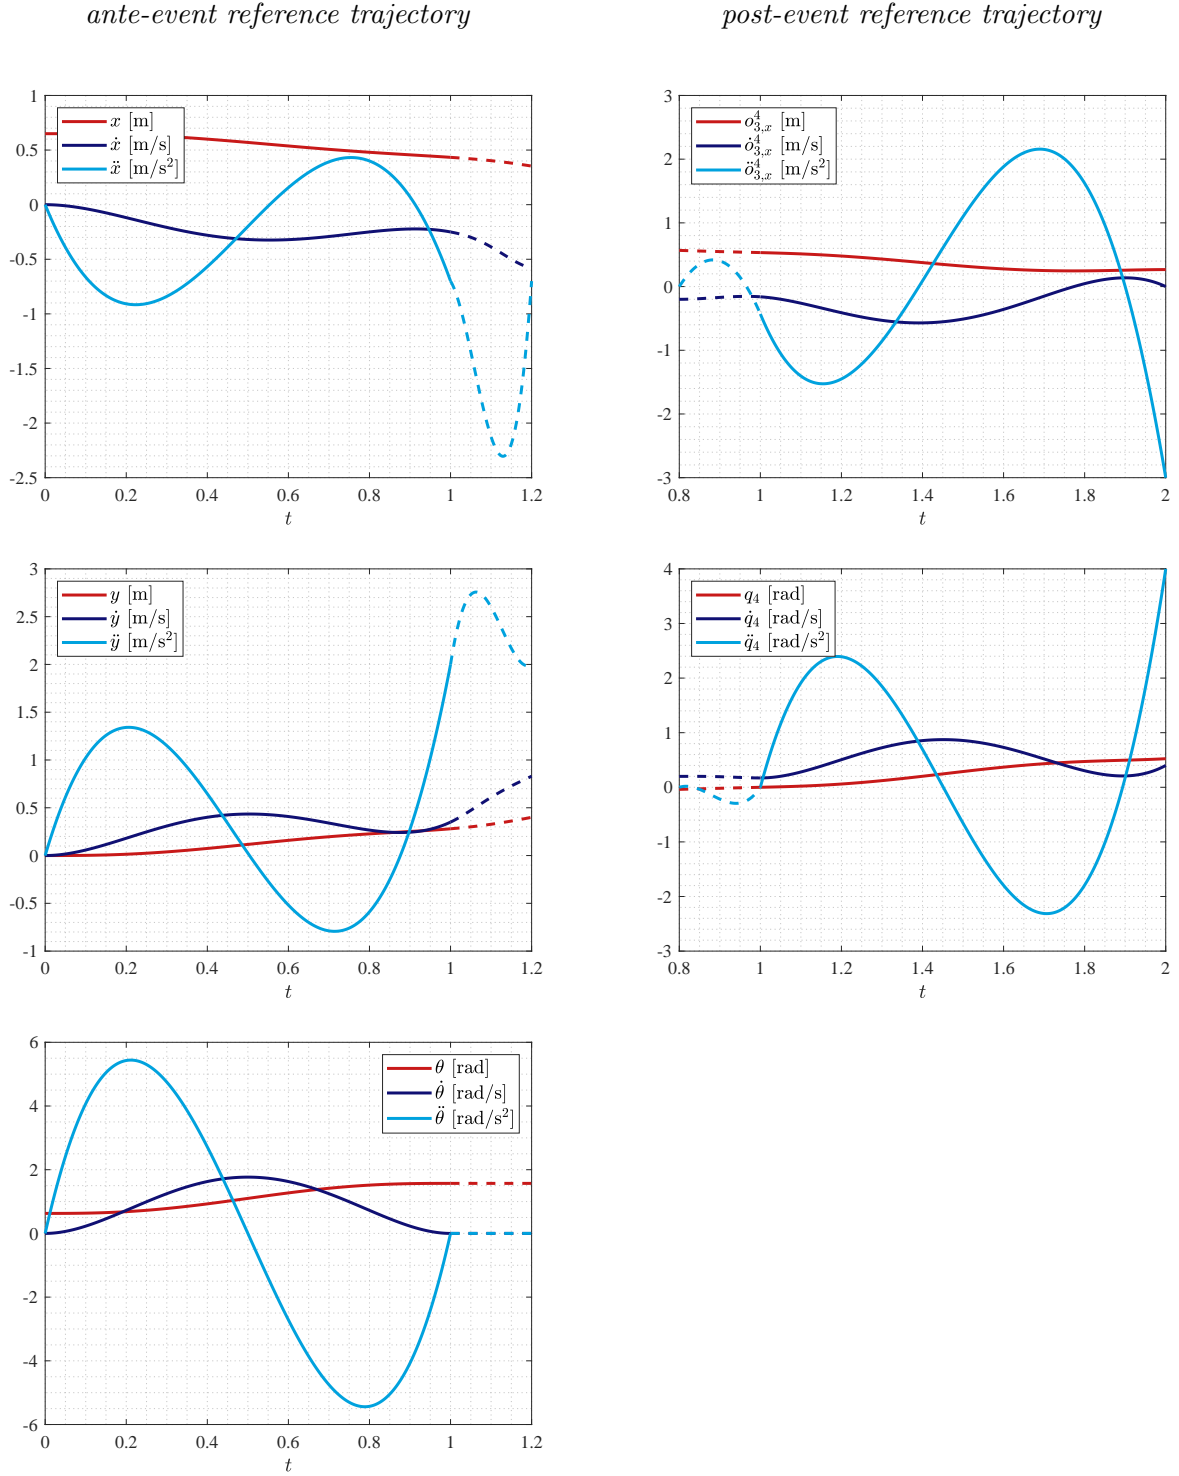 ante-event reference trajectory
post-event reference trajectory
1
0.5
0
-0.5
-1
-1.5
-2
-2.5
x [m]
ẋ [m/s]
ẍ [m/s²]
0 0.2 0.4 0.6 0.8 1 1.2
t
3
2
1
0
-1
-2
-3
o⁴₃,ₓ [m]
ȯ⁴₃,ₓ [m/s]
ö⁴₃,ₓ [m/s²]
0.8 1 1.2 1.4 1.6 1.8 2
t
3
2.5
2
1.5
1
0.5
0
-0.5
-1
y [m]
ẏ [m/s]
ÿ [m/s²]
0 0.2 0.4 0.6 0.8 1 1.2
t
4
3
2
1
0
-1
-2
-3
q₄ [rad]
q̇₄ [rad/s]
q̈₄ [rad/s²]
0.8 1 1.2 1.4 1.6 1.8 2
t
6
4
2
0
-2
-4
-6
θ [rad]
θ̇ [rad/s]
θ̈ [rad/s²]
0 0.2 0.4 0.6 0.8 1 1.2
t